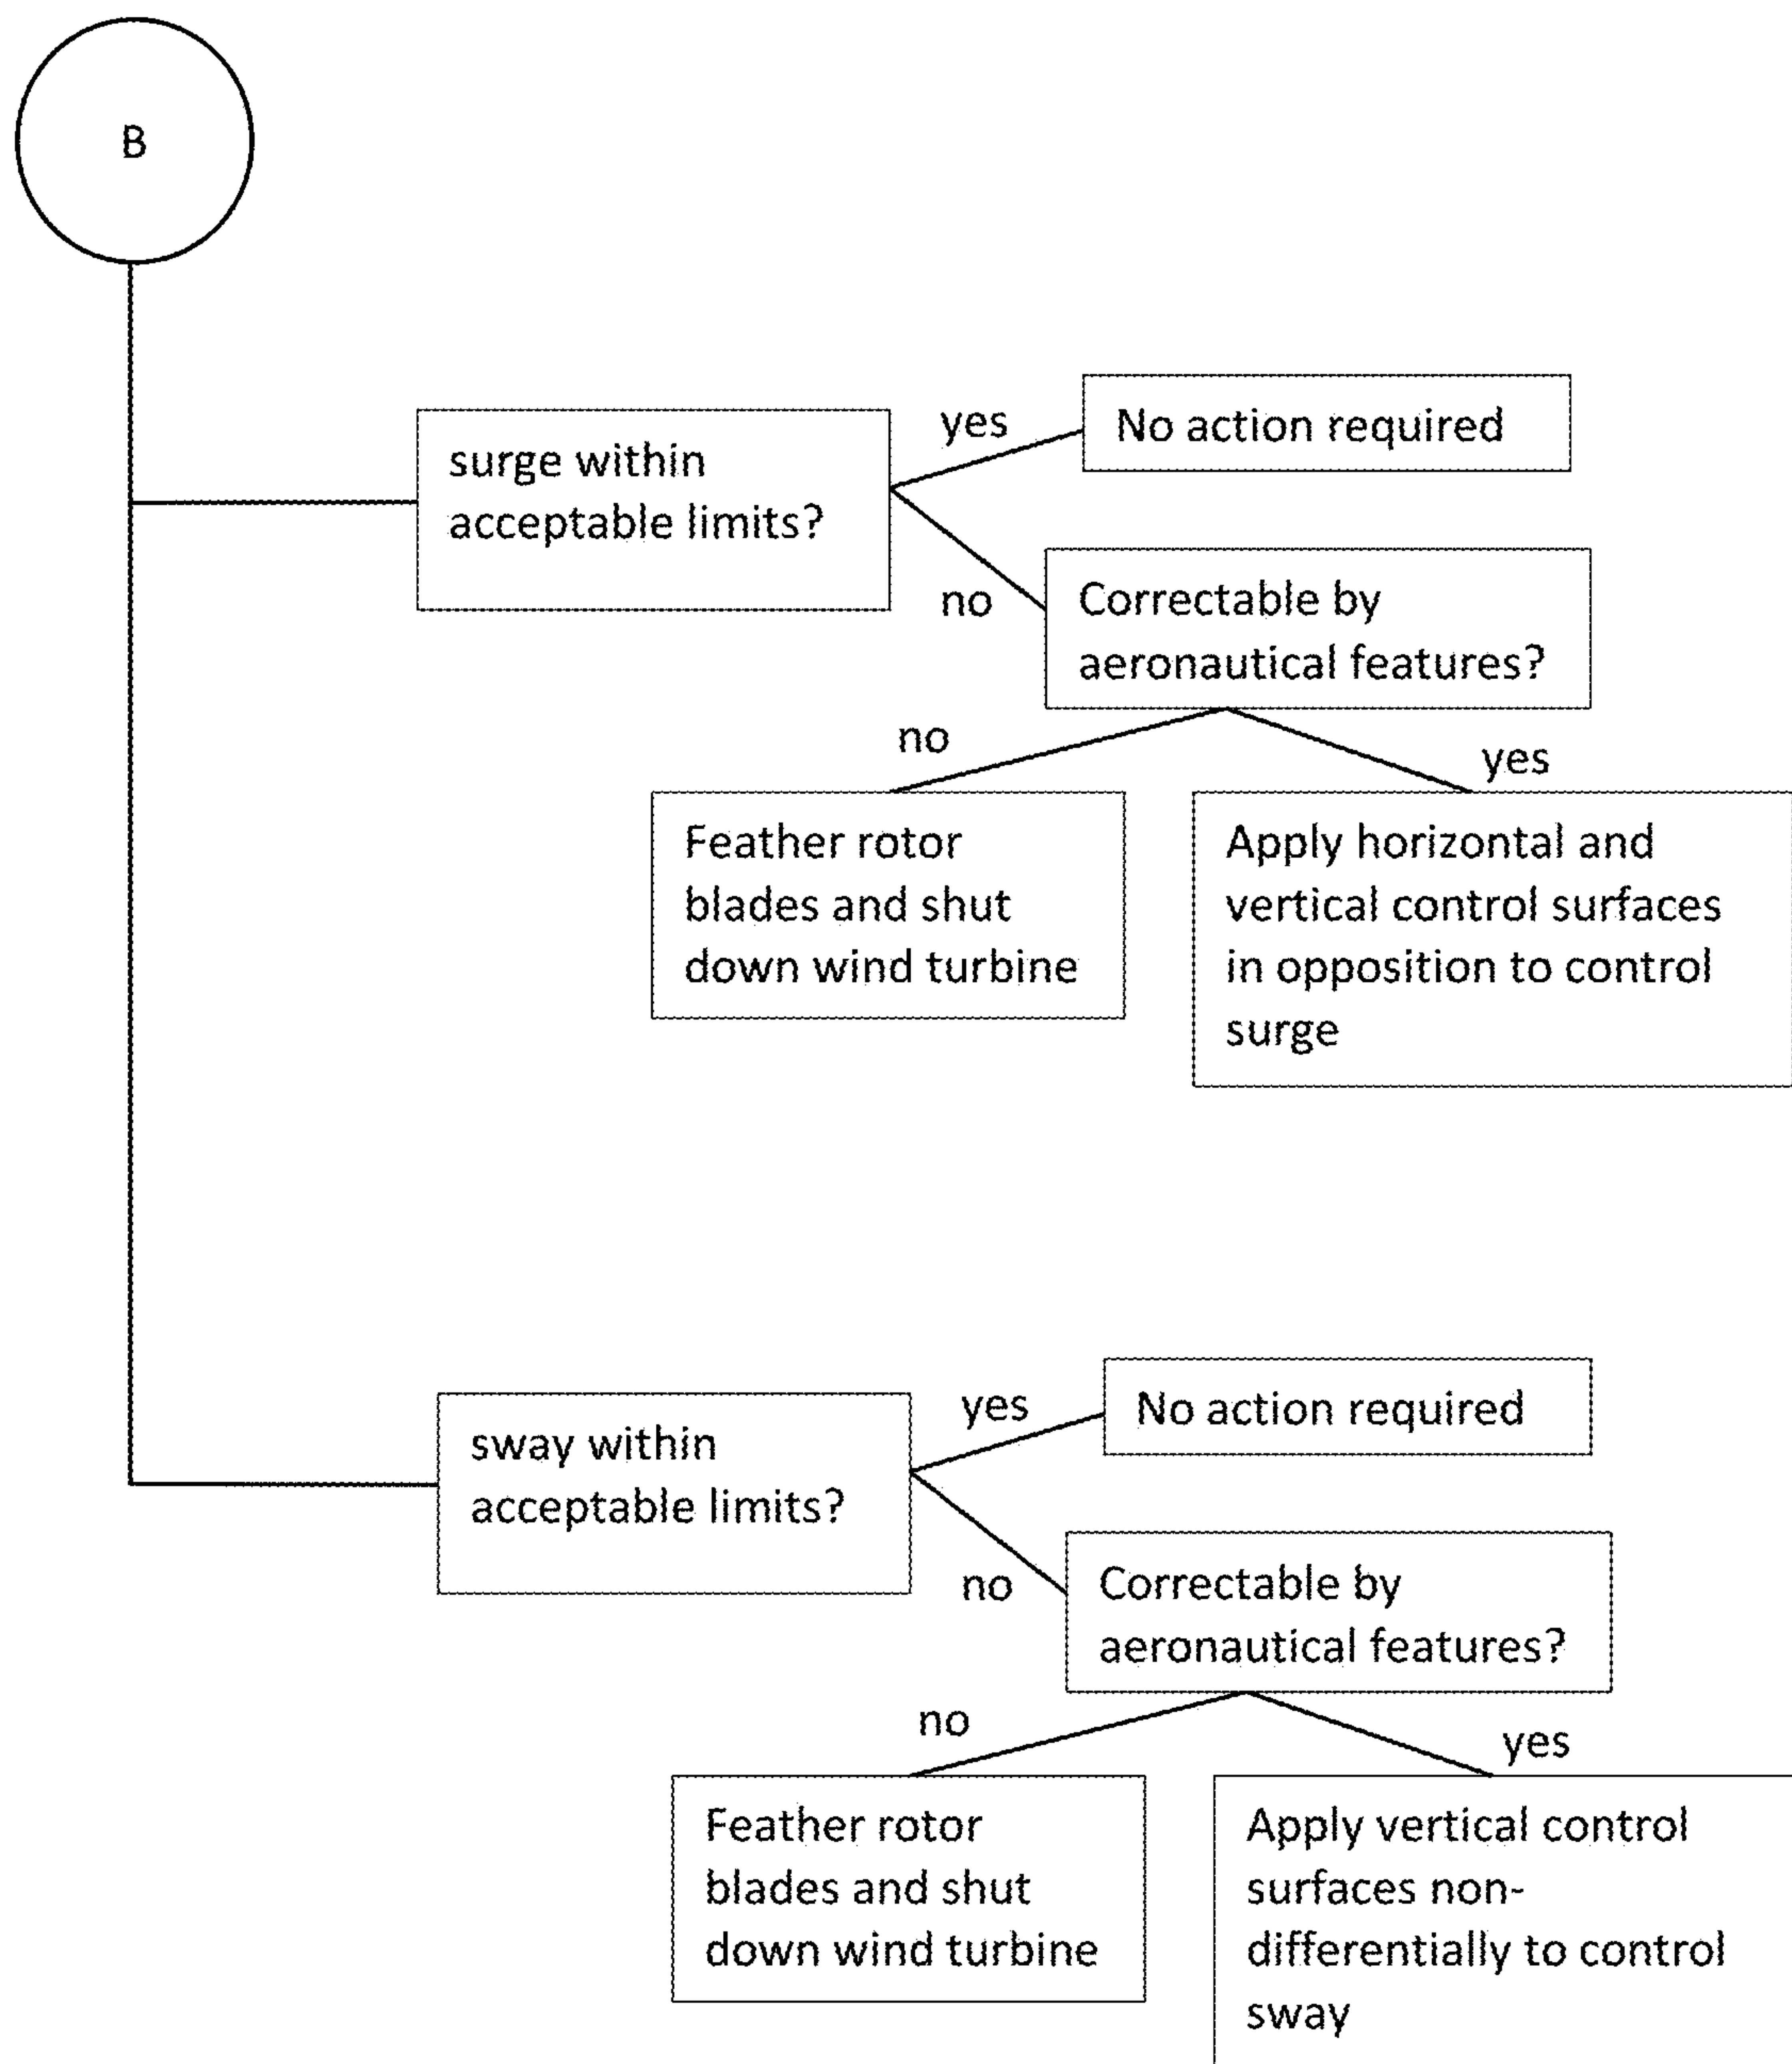 B
surge within
acceptable limits?
yes
No action required
no
Correctable by
aeronautical features?
no
yes
Feather rotor
blades and shut
down wind turbine
Apply horizontal and
vertical control surfaces
in opposition to control
surge
sway within
acceptable limits?
yes
No action required
no
Correctable by
aeronautical features?
no
yes
Feather rotor
blades and shut
down wind turbine
Apply vertical control
surfaces non-
differentially to control
sway